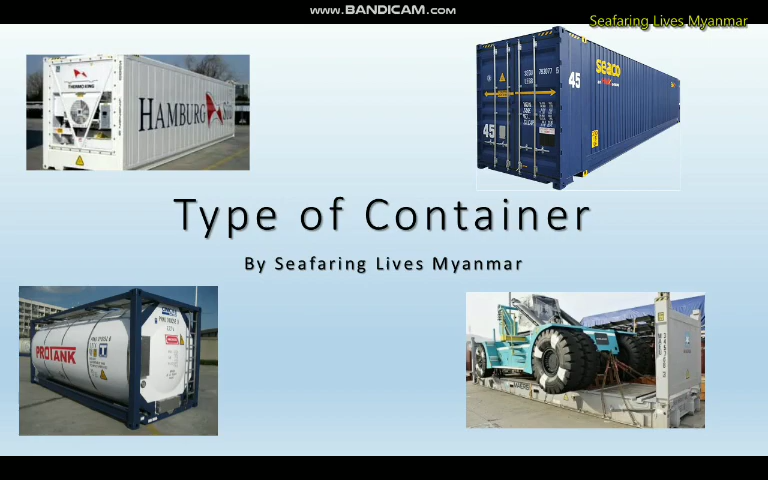 WWW.BANDICAM.COM
Seafaring Lives Myanmar
THERMO KING
HAMBURG SÜD
seaco
45
45
Type of Container
By Seafaring Lives Myanmar
PROTANK